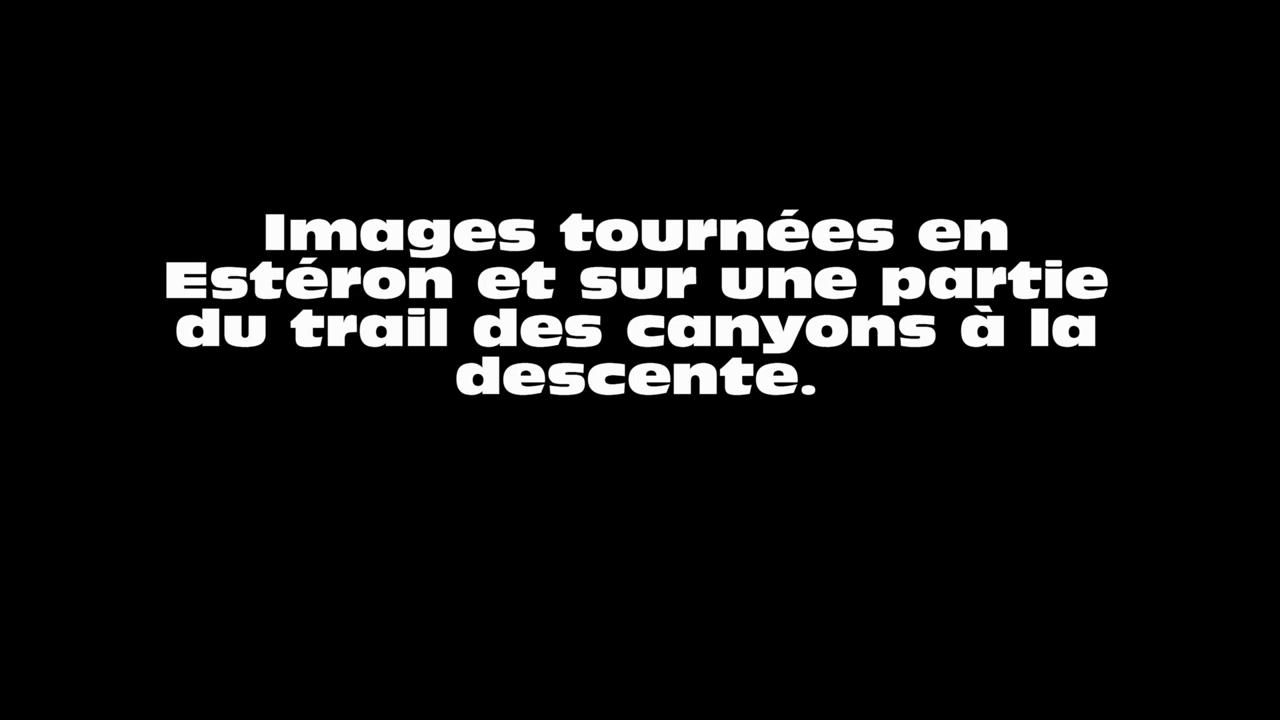 Images tournées en
Estéron et sur une partie
du trail des canyons à la
descente.